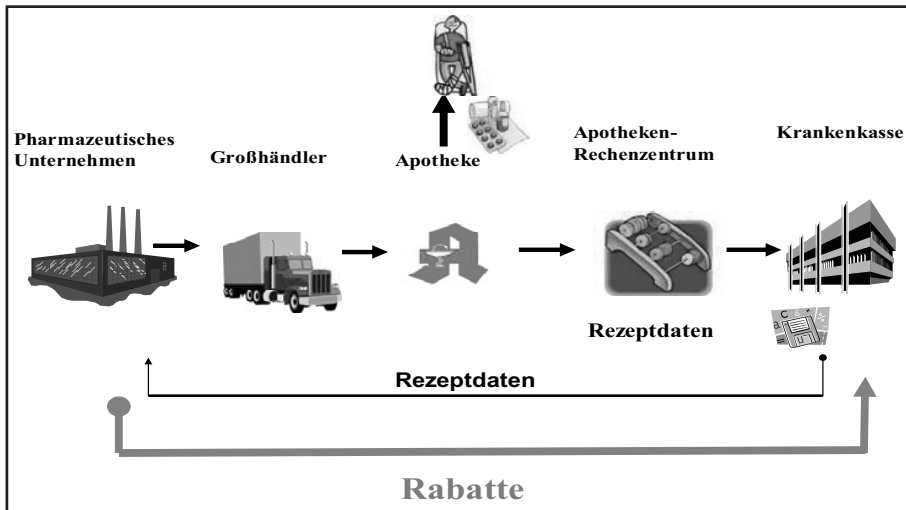 Pharmazeutisches
Unternehmen
Großhändler
Apotheke
Apotheken-
Rechenzentrum
Krankenkasse
Rezeptdaten
Rezeptdaten
Rabatte